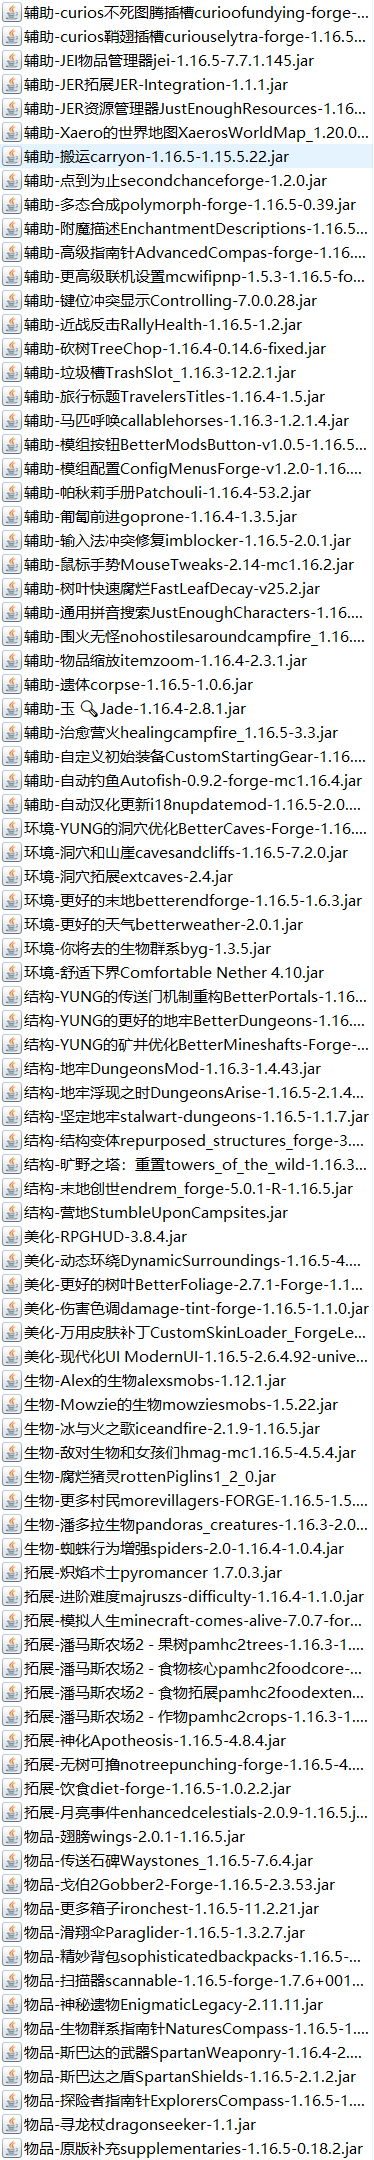 辅助-curios不死图腾插槽curioofundying-forge-...
辅助-curios鞘翅插槽curiouselytra-forge-1.16.5...
辅助-JEI物品管理器jei-1.16.5-7.7.1.145.jar
辅助-JER拓展JER-Integration-1.1.1.jar
辅助-JER资源管理器JustEnoughResources-1.16...
辅助-Xaero的世界地图XaerosWorldMap_1.20.0...
辅助-搬运carryon-1.16.5-1.15.5.22.jar
辅助-点到为止secondchanceforge-1.2.0.jar
辅助-多态合成polymorph-forge-1.16.5-0.39.jar
辅助-附魔描述EnchantmentDescriptions-1.16.5...
辅助-高级指南针AdvancedCompas-forge-1.16....
辅助-更高级联机设置mcwifipnp-1.5.3-1.16.5-fo...
辅助-键位冲突显示Controlling-7.0.0.28.jar
辅助-近战反击RallyHealth-1.16.5-1.2.jar
辅助-砍树TreeChop-1.16.4-0.14.6-fixed.jar
辅助-垃圾槽TrashSlot_1.16.3-12.2.1.jar
辅助-旅行标题TravelersTitles-1.16.4-1.5.jar
辅助-马匹呼唤callablehorses-1.16.3-1.2.1.4.jar
辅助-模组按钮BetterModsButton-v1.0.5-1.16.5...
辅助-模组配置ConfigMenusForge-v1.2.0-1.16....
辅助-帕秋莉手册Patchouli-1.16.4-53.2.jar
辅助-匍匐前进goprone-1.16.4-1.3.5.jar
辅助-输入法冲突修复imblocker-1.16.5-2.0.1.jar
辅助-鼠标手势MouseTweaks-2.14-mc1.16.2.jar
辅助-树叶快速腐烂FastLeafDecay-v25.2.jar
辅助-通用拼音搜索JustEnoughCharacters-1.16....
辅助-围火无怪nohostilesaroundcampfire_1.16....
辅助-物品缩放itemzoom-1.16.4-2.3.1.jar
辅助-遗体corpse-1.16.5-1.0.6.jar
辅助-玉 🔍Jade-1.16.4-2.8.1.jar
辅助-治愈营火healingcampfire_1.16.5-3.3.jar
辅助-自定义初始装备CustomStartingGear-1.16....
辅助-自动钓鱼Autofish-0.9.2-forge-mc1.16.4.jar
辅助-自动汉化更新i18nupdatemod-1.16.5-2.0....
环境-YUNG的洞穴优化BetterCaves-Forge-1.16...
环境-洞穴和山崖cavesandcliffs-1.16.5-7.2.0.jar
环境-洞穴拓展extcaves-2.4.jar
环境-更好的末地betterendforge-1.16.5-1.6.3.jar
环境-更好的天气betterweather-2.0.1.jar
环境-你将去的生物群系byg-1.3.5.jar
环境-舒适下界Comfortable Nether 4.10.jar
结构-YUNG的传送门机制重构BetterPortals-1.16...
结构-YUNG的更好的地牢BetterDungeons-1.16....
结构-YUNG的矿井优化BetterMineshafts-Forge-...
结构-地牢DungeonsMod-1.16.3-1.4.43.jar
结构-地牢浮现之时DungeonsArise-1.16.5-2.1.4...
结构-坚定地牢stalwart-dungeons-1.16.5-1.1.7.jar
结构-结构变体repurposed_structures_forge-3....
结构-旷野之塔：重置towers_of_the_wild-1.16.3...
结构-末地创世endrem_forge-5.0.1-R-1.16.5.jar
结构-营地StumbleUponCampsites.jar
美化-RPGHUD-3.8.4.jar
美化-动态环绕DynamicSurroundings-1.16.5-4....
美化-更好的树叶BetterFoliage-2.7.1-Forge-1.1...
美化-伤害色调damage-tint-forge-1.16.5-1.1.0.jar
美化-万用皮肤补丁CustomSkinLoader_ForgeLe...
美化-现代化UI ModernUI-1.16.5-2.6.4.92-unive...
生物-Alex的生物alexsmobs-1.12.1.jar
生物-Mowzie的生物mowziesmobs-1.5.22.jar
生物-冰与火之歌iceandfire-2.1.9-1.16.5.jar
生物-敌对生物和女孩们hmag-mc1.16.5-4.5.4.jar
生物-腐烂猪灵rottenPiglins1_2_0.jar
生物-更多村民morevillagers-FORGE-1.16.5-1.5....
生物-潘多拉生物pandoras_creatures-1.16.3-2.0...
生物-蜘蛛行为增强spiders-2.0-1.16.4-1.0.4.jar
拓展-炽焰术士pyromancer 1.7.0.3.jar
拓展-进阶难度majruszs-difficulty-1.16.4-1.1.0.jar
拓展-模拟人生minecraft-comes-alive-7.0.7-for...
拓展-潘马斯农场2 - 果树pamhc2trees-1.16.3-1....
拓展-潘马斯农场2 - 食物核心pamhc2foodcore-...
拓展-潘马斯农场2 - 食物拓展pamhc2foodexten...
拓展-潘马斯农场2 - 作物pamhc2crops-1.16.3-1....
拓展-神化Apotheosis-1.16.5-4.8.4.jar
拓展-无树可撸notreepunching-forge-1.16.5-4....
拓展-饮食diet-forge-1.16.5-1.0.2.2.jar
拓展-月亮事件enhancedcelestials-2.0.9-1.16.5.j...
物品-翅膀wings-2.0.1-1.16.5.jar
物品-传送石碑Waystones_1.16.5-7.6.4.jar
物品-戈伯2Gobber2-Forge-1.16.5-2.3.53.jar
物品-更多箱子ironchest-1.16.5-11.2.21.jar
物品-滑翔伞Paraglider-1.16.5-1.3.2.7.jar
物品-精妙背包sophisticatedbackpacks-1.16.5-...
物品-扫描器scannable-1.16.5-forge-1.7.6+001...
物品-神秘遗物EnigmaticLegacy-2.11.11.jar
物品-生物群系指南针NaturesCompass-1.16.5-1....
物品-斯巴达的武器SpartanWeaponry-1.16.4-2....
物品-斯巴达之盾SpartanShields-1.16.5-2.1.2.jar
物品-探险者指南针ExplorersCompass-1.16.5-1....
物品-寻龙杖dragonseeker-1.1.jar
物品-原版补充supplementaries-1.16.5-0.18.2.jar